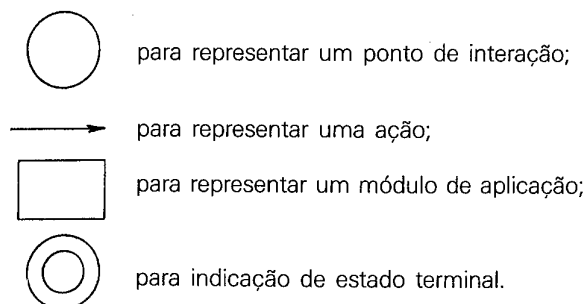 para representar um ponto de interação;
para representar uma ação;
para representar um módulo de aplicação;
para indicação de estado terminal.